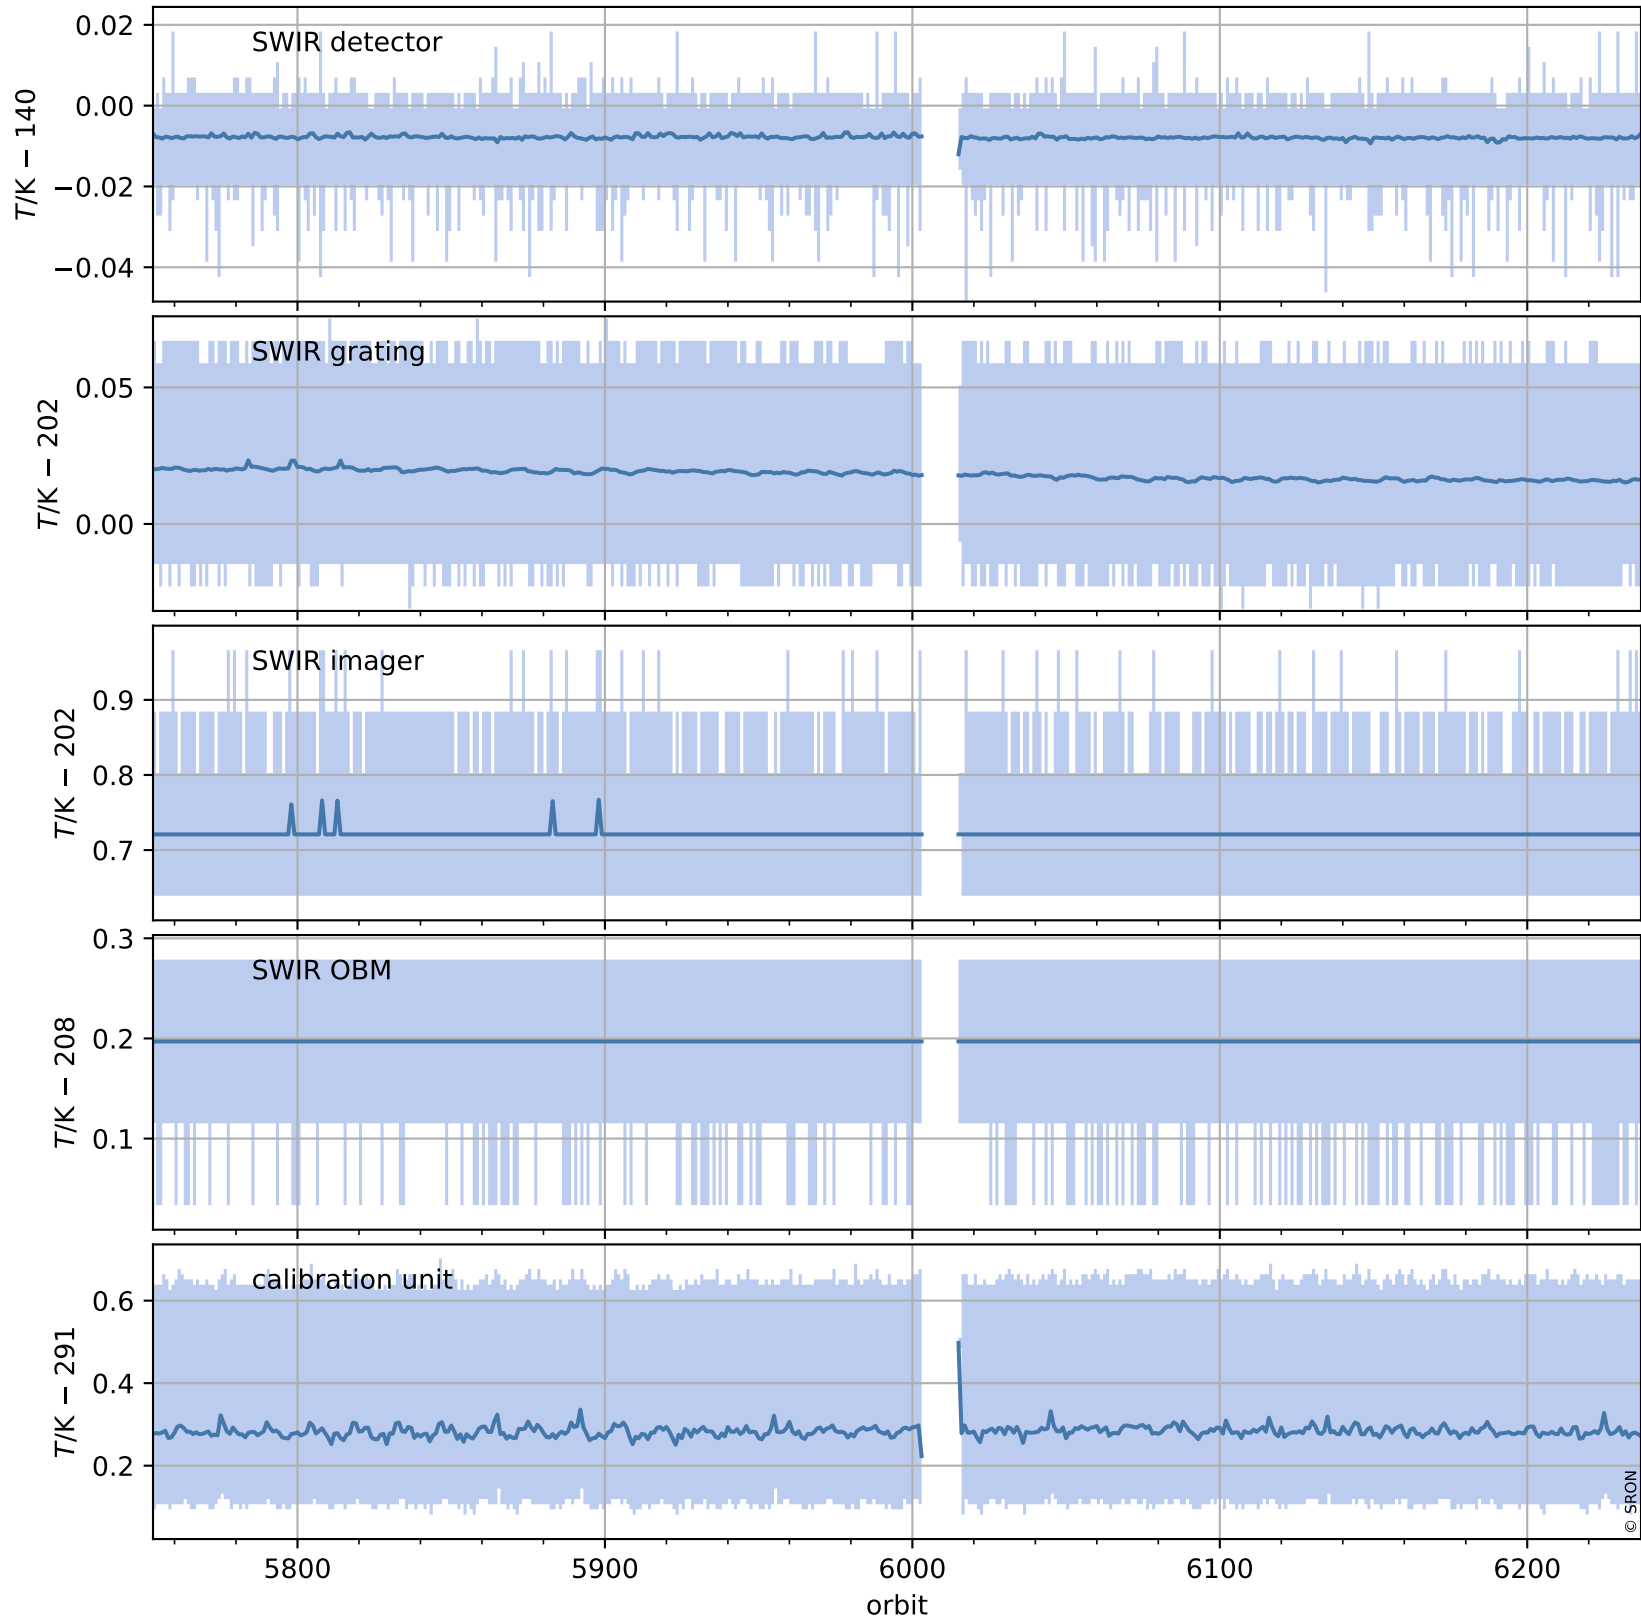 SWIR detector
T/K − 140
0.02
0.00
−0.02
−0.04
SWIR grating
T/K − 202
0.05
0.00
SWIR imager
T/K − 202
0.9
0.8
0.7
SWIR OBM
T/K − 208
0.3
0.2
0.1
calibration unit
T/K − 291
0.6
0.4
0.2
© SRON
5800 5900 6000 6100 6200
orbit